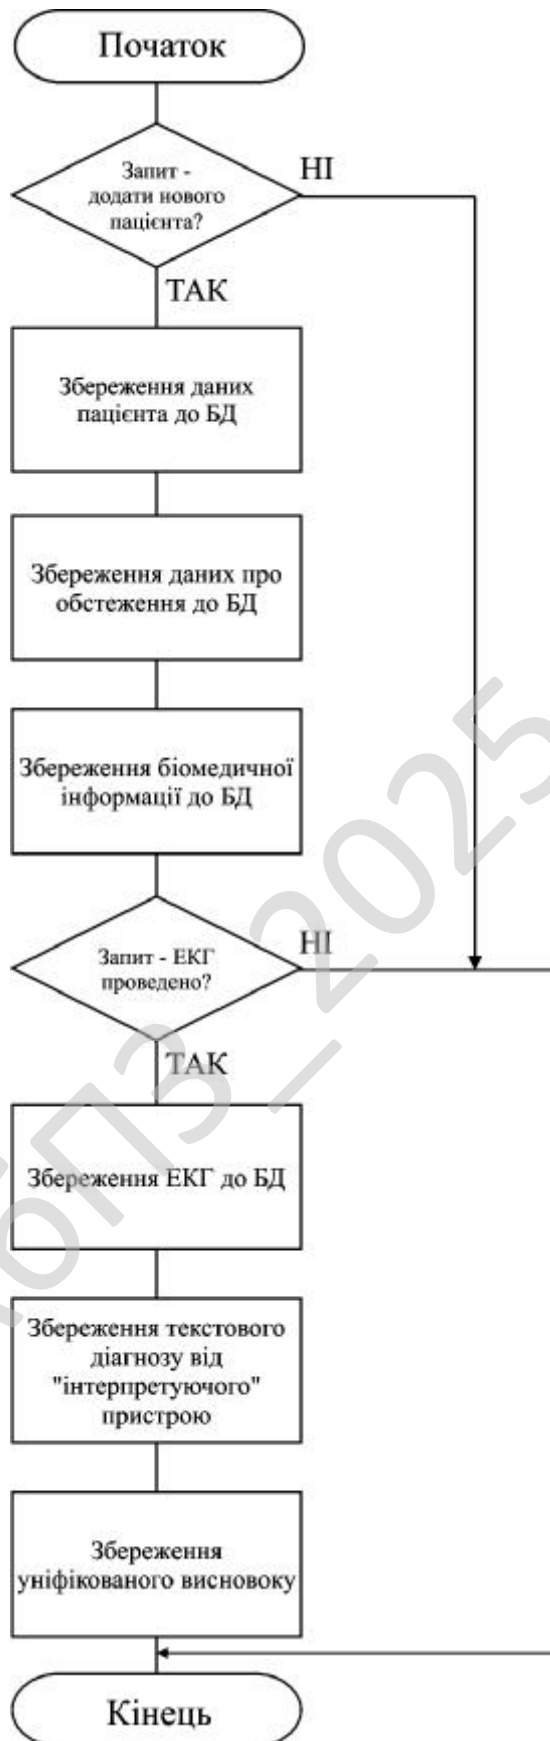 Початок
Запит -
додати нового
пацієнта?
НІ
ТАК
Збереження даних
пацієнта до БД
Збереження даних про
обстеження до БД
Збереження біомедичної
інформації до БД
Запит - ЕКГ
проведено?
НІ
ТАК
Збереження ЕКГ до БД
Збереження текстового
діагнозу від
"інтерпретуючого"
пристрою
Збереження
уніфікованого висновоку
Кінець